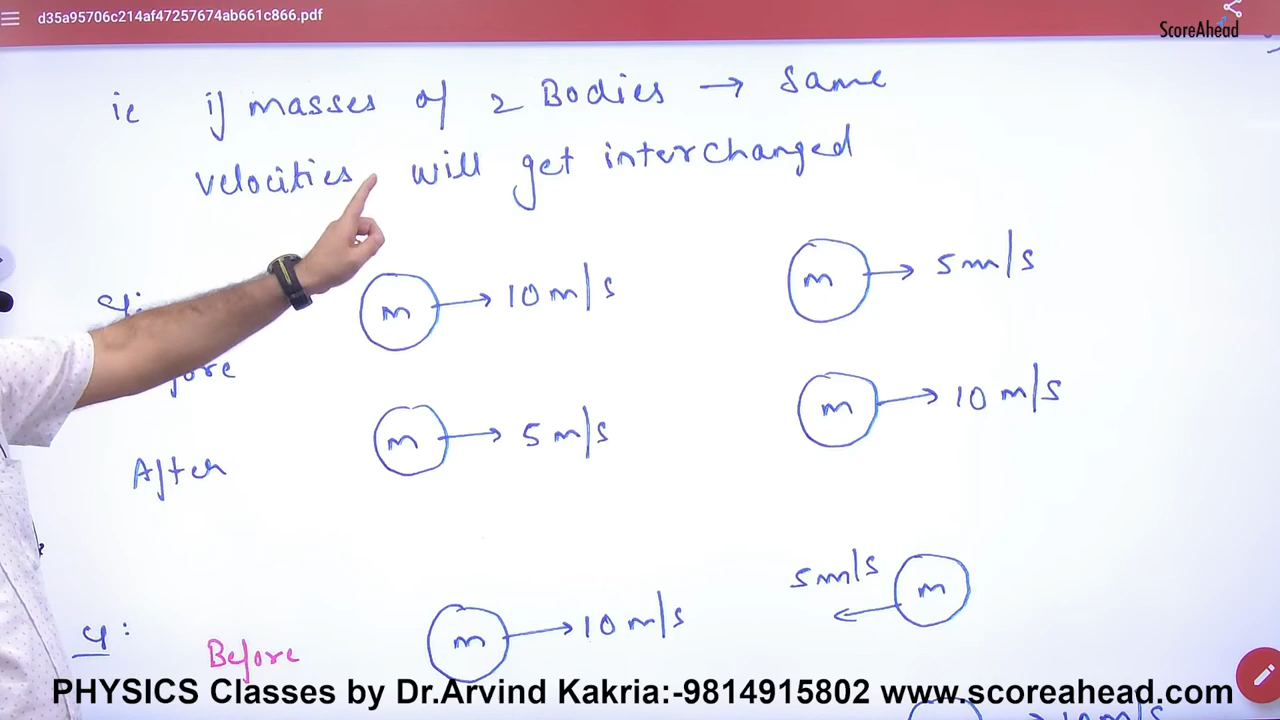 d35a95706c214af47257674ab661c866.pdf
ScoreAhead
ie if masses of 2 Bodies → same
velocities will get interchanged
m → 10 m/s m → 5 m/s
After m → 5 m/s m → 10 m/s
5 m/s ← m
Before m → 10 m/s
PHYSICS Classes by Dr.Arvind Kakria:-9814915802 www.scoreahead.com